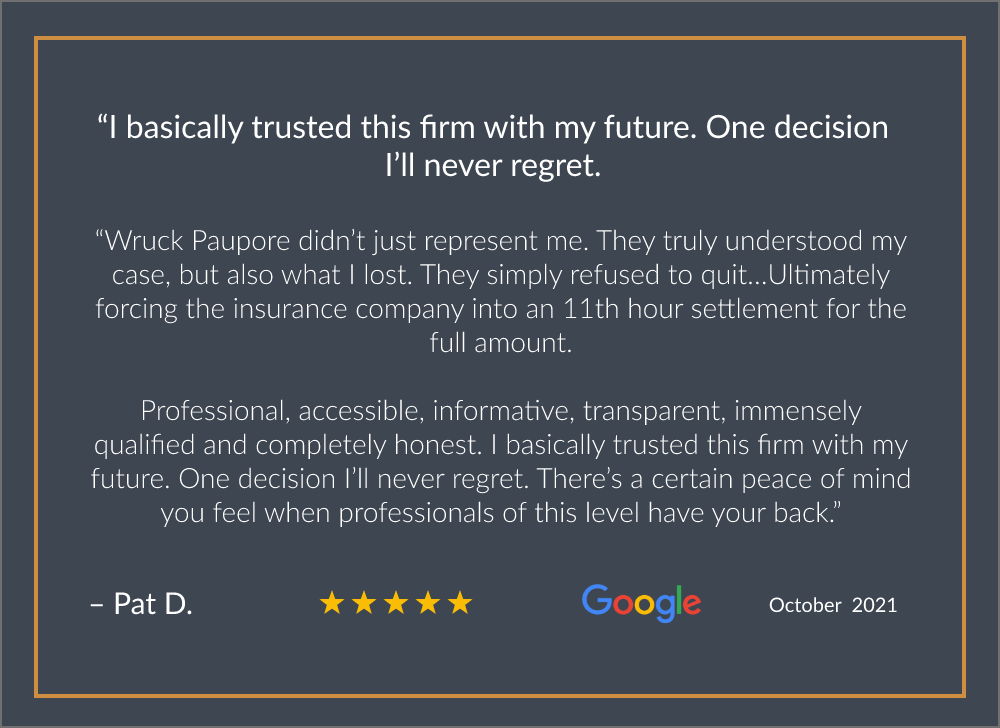 “I basically trusted this firm with my future. One decision
I’ll never regret.
“Wruck Paupore didn’t just represent me. They truly understood my
case, but also what I lost. They simply refused to quit...Ultimately
forcing the insurance company into an 11th hour settlement for the
full amount.
Professional, accessible, informative, transparent, immensely
qualified and completely honest. I basically trusted this firm with my
future. One decision I’ll never regret. There’s a certain peace of mind
you feel when professionals of this level have your back.”
– Pat D.
Google
October 2021